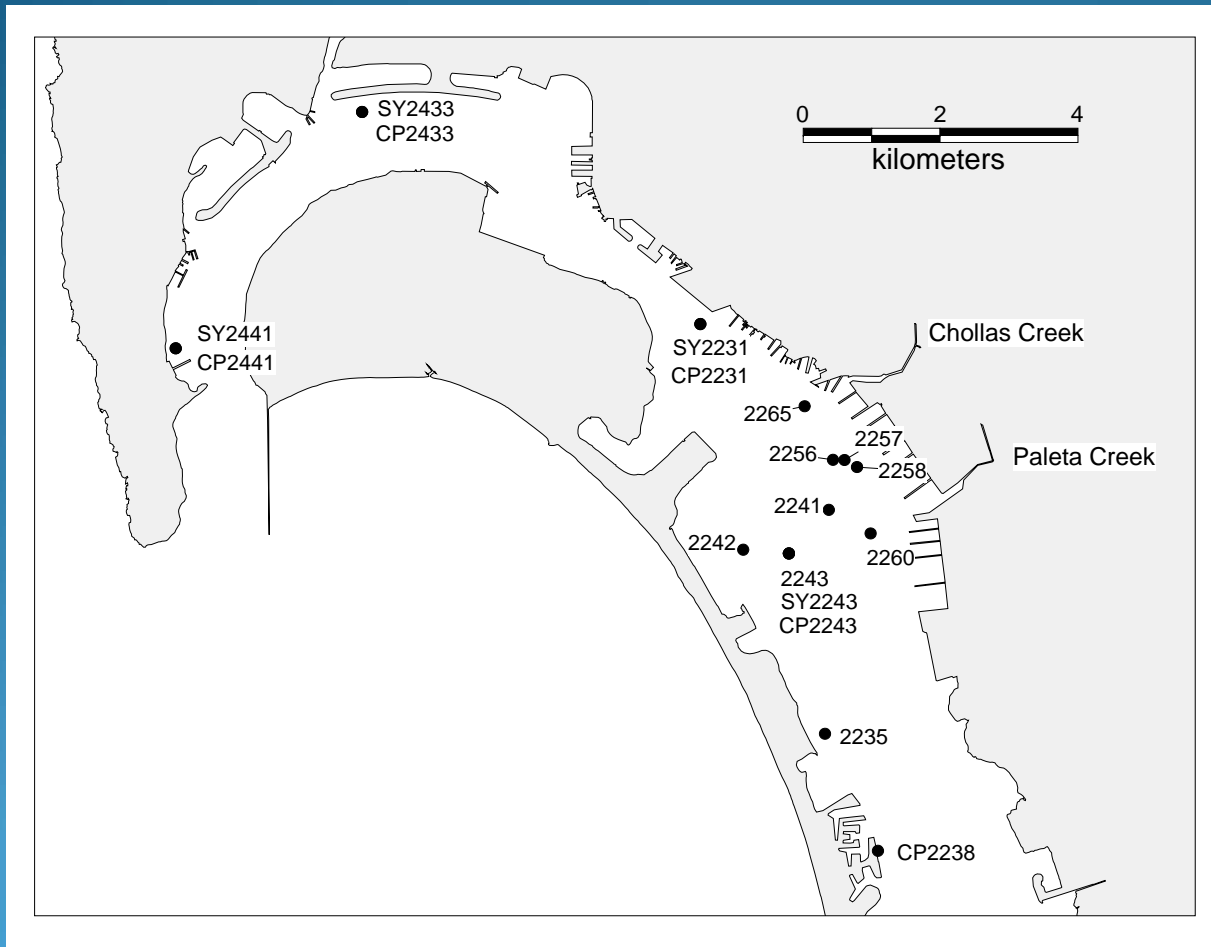 SY2433
CP2433
0 2 4
kilometers
SY2441
CP2441
SY2231
CP2231
Chollas Creek
2265
2257
2256
2258
Paleta Creek
2241
2242
2260
2243
SY2243
CP2243
2235
CP2238